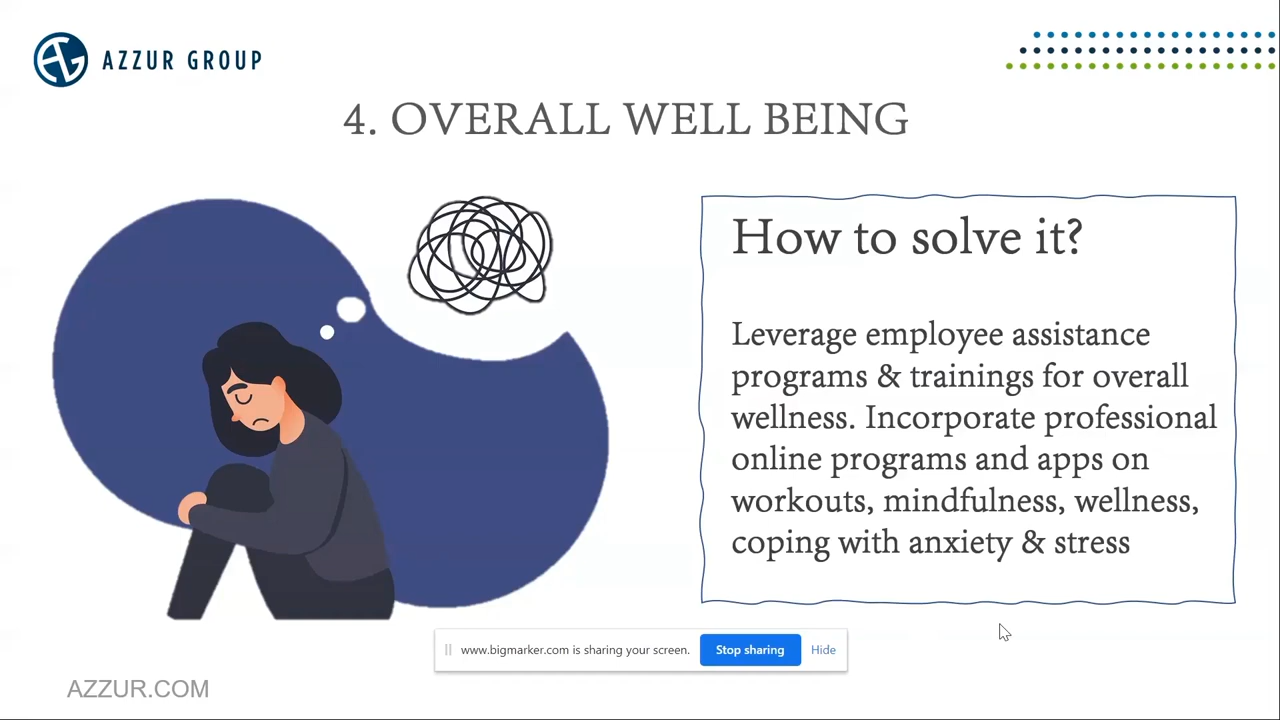 AZZUR GROUP
4. OVERALL WELL BEING
How to solve it?
Leverage employee assistance
programs & trainings for overall
wellness. Incorporate professional
online programs and apps on
workouts, mindfulness, wellness,
coping with anxiety & stress
www.bigmarker.com is sharing your screen. Stop sharing Hide
AZZUR.COM